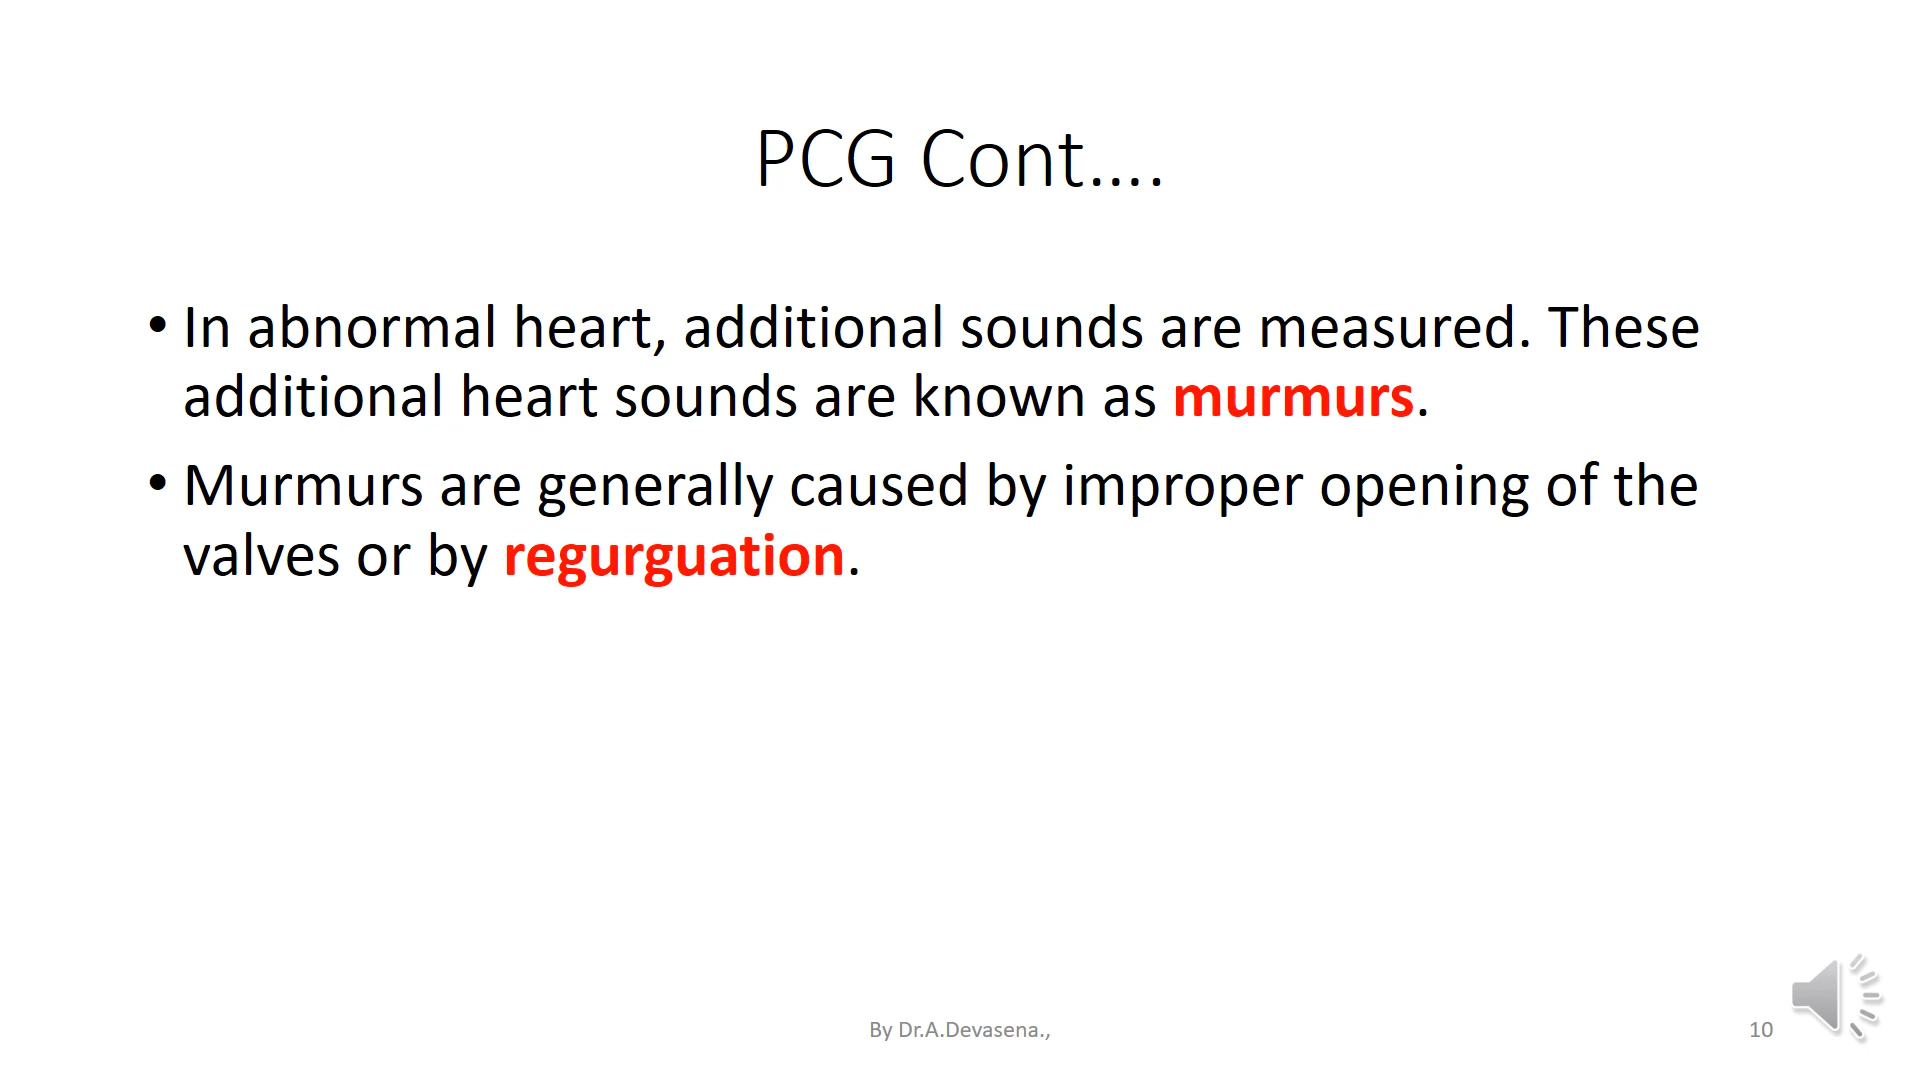 PCG Cont....
• In abnormal heart, additional sounds are measured. These
additional heart sounds are known as murmurs.
• Murmurs are generally caused by improper opening of the
valves or by regurguation.
By Dr.A.Devasena.,
10